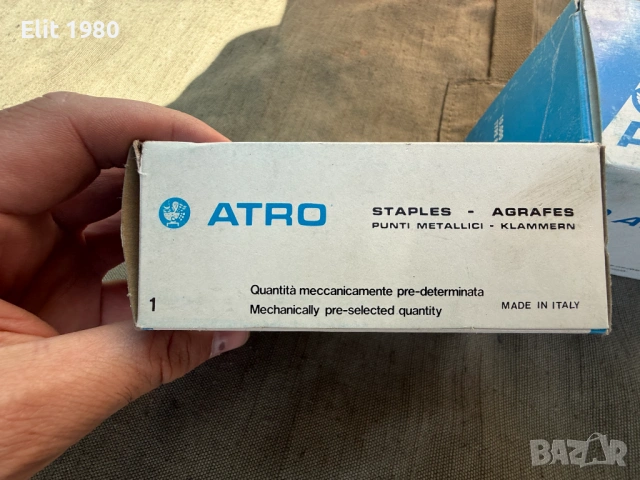 Elit 1980
ATRO
STAPLES - AGRAFES
PUNTI METALLICI - KLAMMERN
Quantità meccanicamente pre-determinata
Mechanically pre-selected quantity
1
MADE IN ITALY
BAZAR